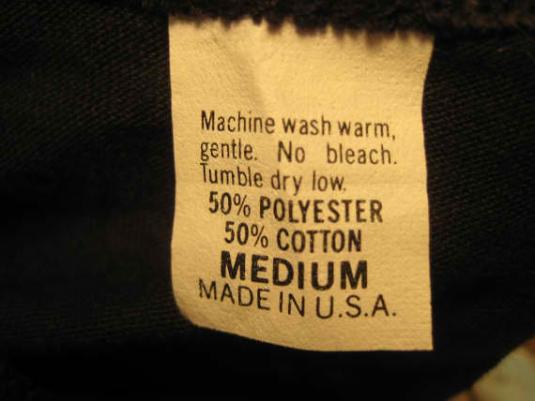 Machine wash warm,
gentle. No bleach.
Tumble dry low.
50% POLYESTER
50% COTTON
MEDIUM
MADE IN U.S.A.